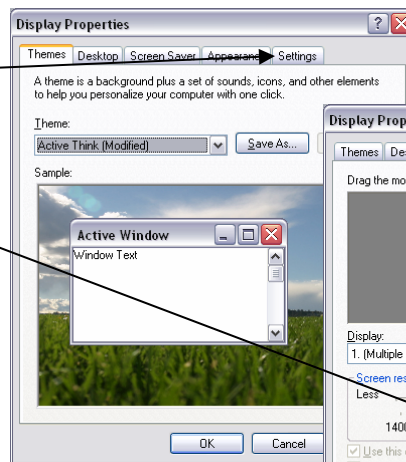 Display Properties
Themes Desktop Screen Saver Appearance Settings
A theme is a background plus a set of sounds, icons, and other elements
to help you personalize your computer with one click.
Theme:
Active Think (Modified) Save As...
Sample:
Active Window
Window Text
OK Cancel
Display Prop
Themes De
Drag the mo
Display:
1. (Multiple
Screen res
Less
1400
Use this